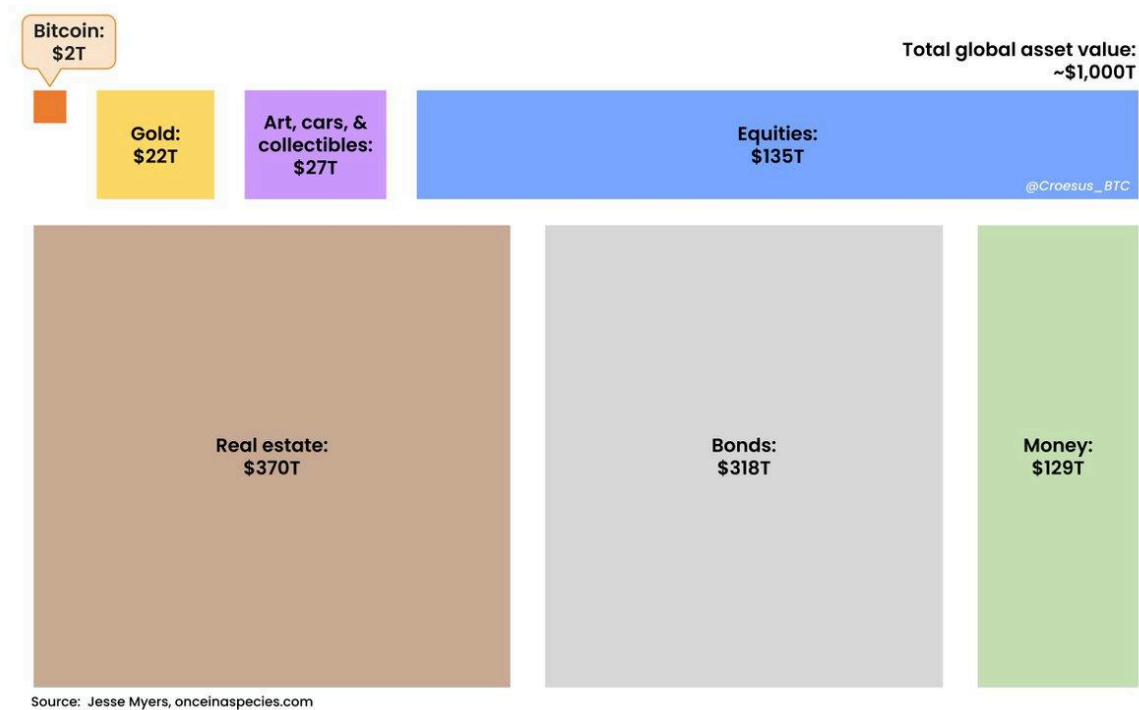 Bitcoin:
$2T
Total global asset value:
~$1,000T
Gold:
$22T
Art, cars, &
collectibles:
$27T
Equities:
$135T
@Croesus_BTC
Real estate:
$370T
Bonds:
$318T
Money:
$129T
Source: Jesse Myers, onceinaspecies.com